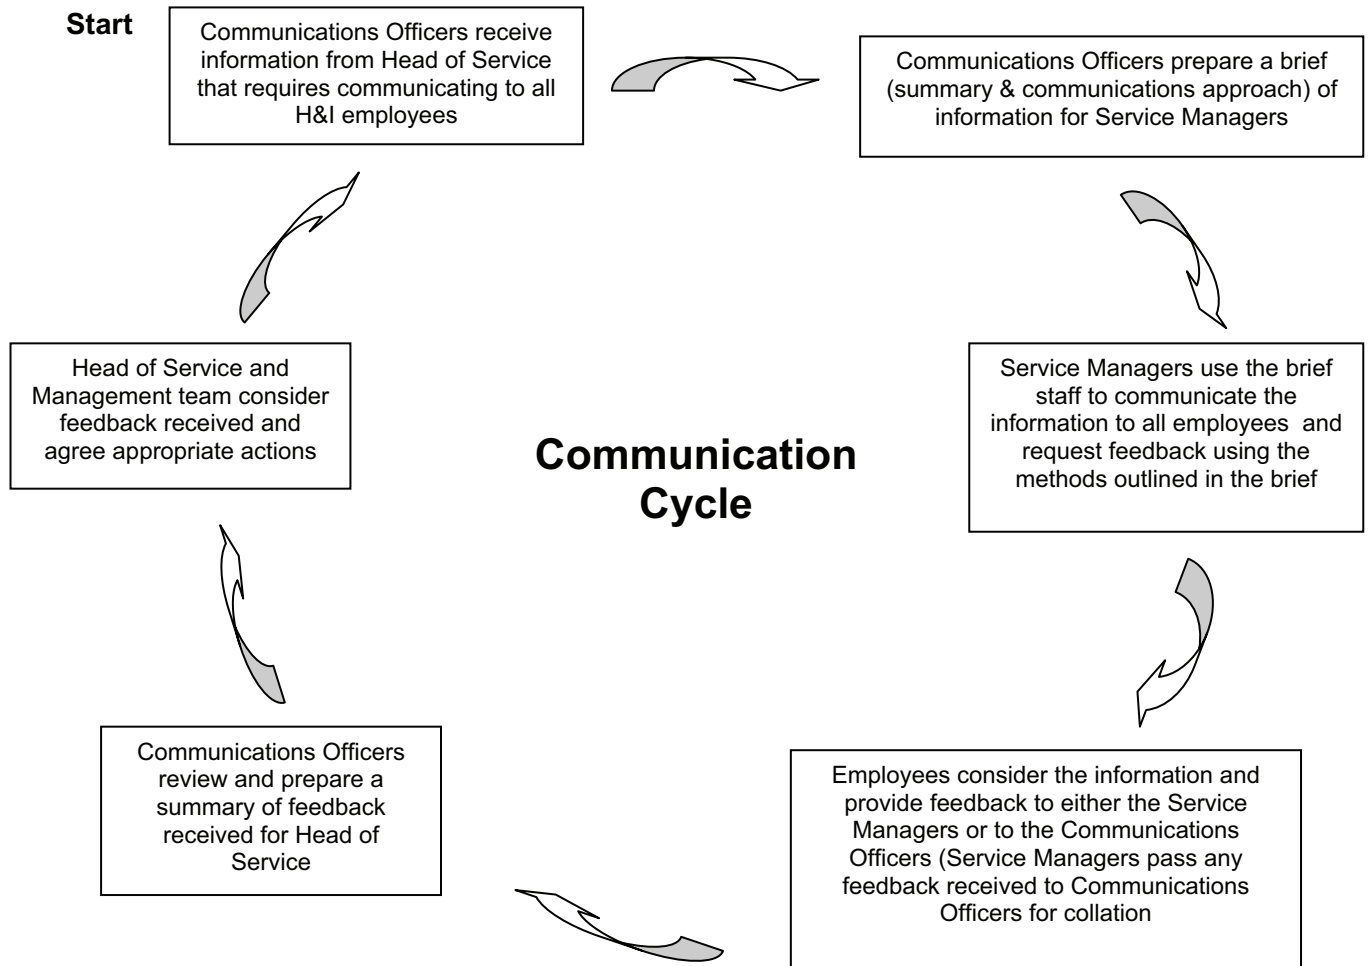 Start
Communications Officers receive
information from Head of Service
that requires communicating to all
H&I employees
Communications Officers prepare a brief
(summary & communications approach) of
information for Service Managers
Service Managers use the brief
staff to communicate the
information to all employees  and
request feedback using the
methods outlined in the brief
Employees consider the information and
provide feedback to either the Service
Managers or to the Communications
Officers (Service Managers pass any
feedback received to Communications
Officers for collation
Communications Officers
review and prepare a
summary of feedback
received for Head of
Service
Head of Service and
Management team consider
feedback received and
agree appropriate actions
Communication
Cycle